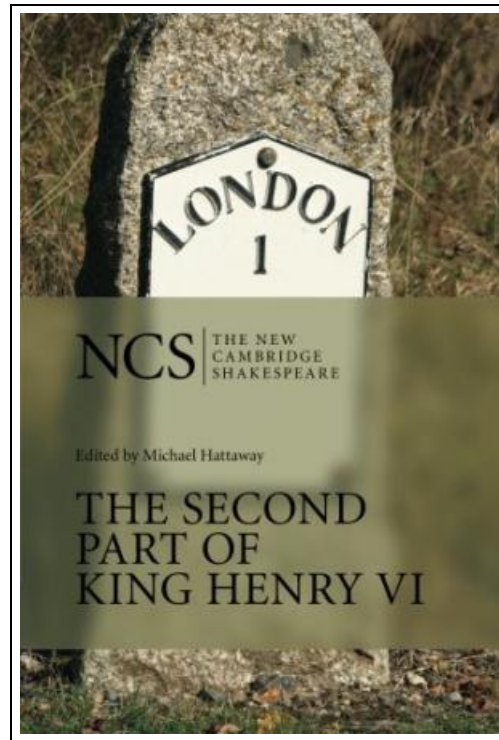 LONDON
1
NCS
THE NEW
CAMBRIDGE
SHAKESPEARE
Edited by Michael Hattaway
THE SECOND
PART OF
KING HENRY VI